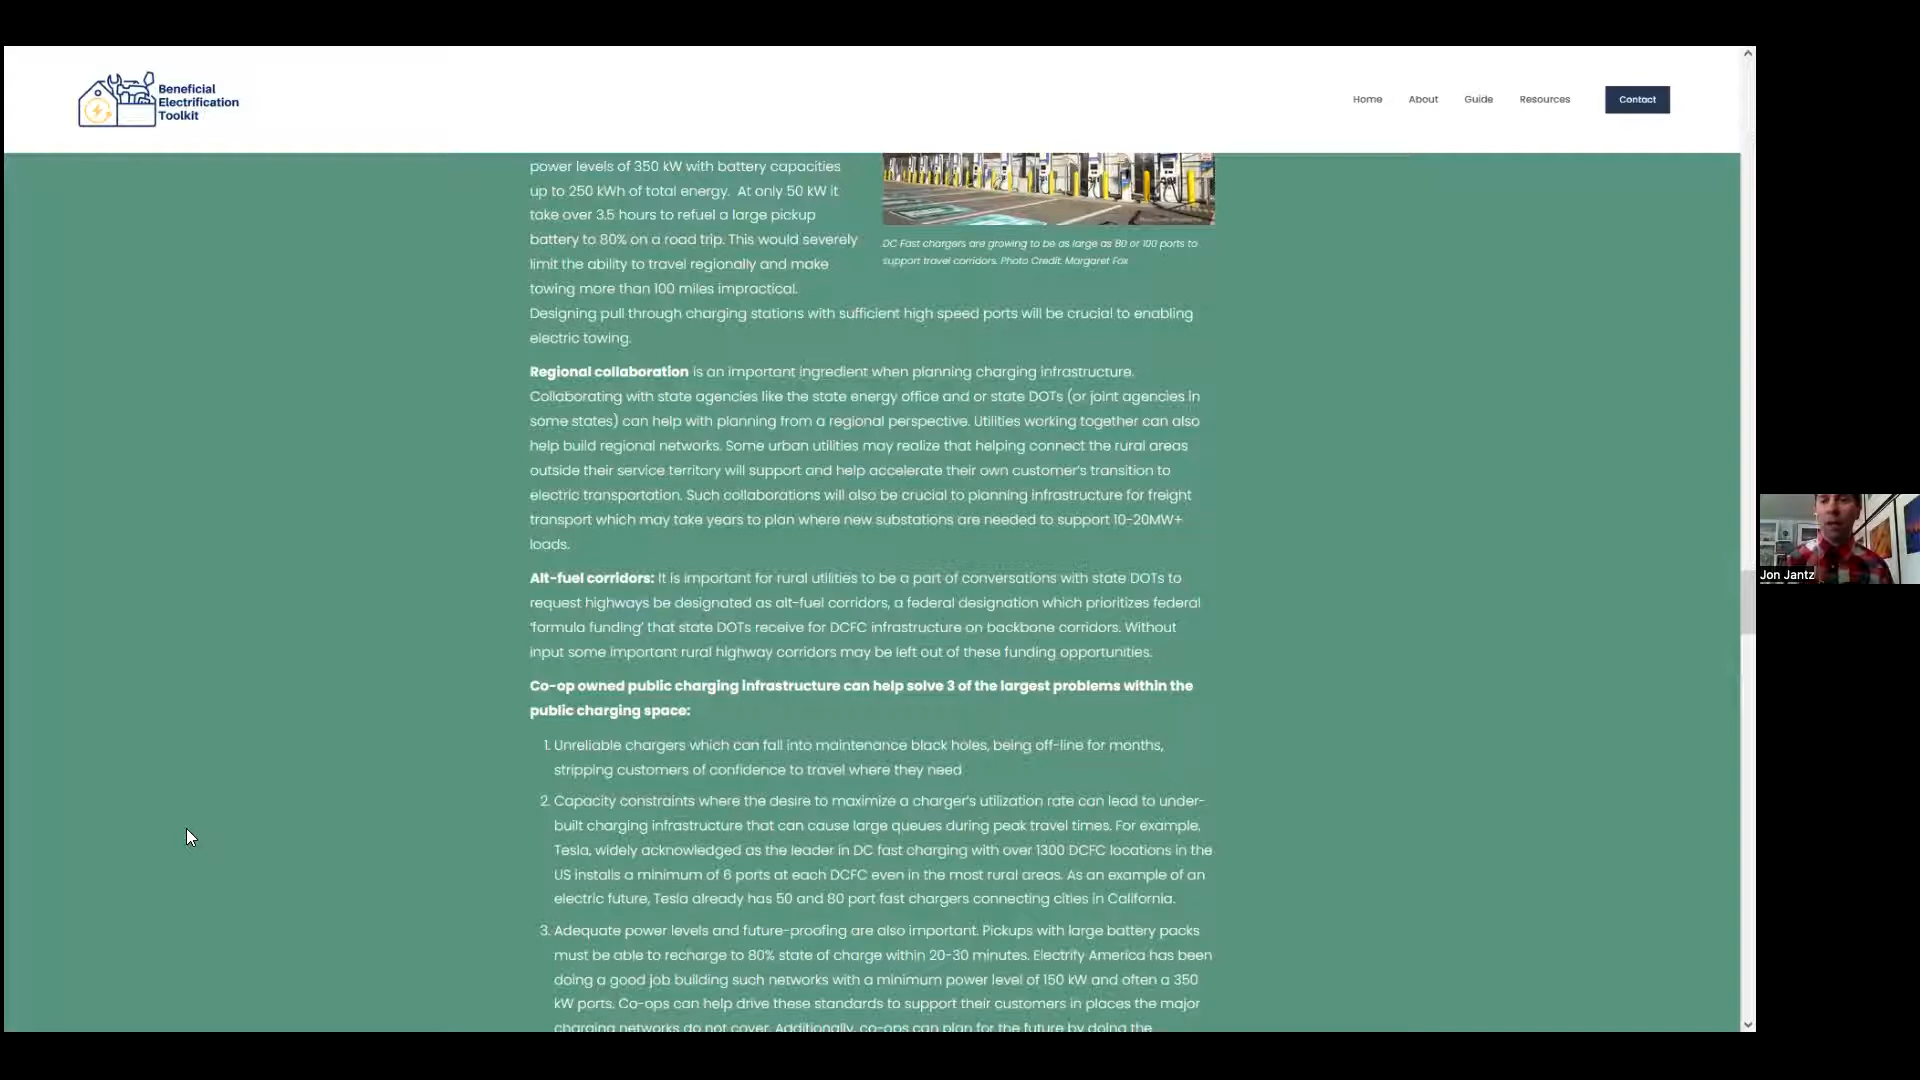 Beneficial
Electrification
Toolkit
Home
About
Guide
Resources
Contact
power levels of 350 kW with battery capacities
up to 250 kWh of total energy. At only 50 kW it
take over 3.5 hours to refuel a large pickup
battery to 80% on a road trip. This would severely
limit the ability to travel regionally and make
towing more than 100 miles impractical.
DC Fast chargers are growing to be as large as 80 or 100 ports to
support travel corridors. Photo Credit: Margaret Fox
Designing pull through charging stations with sufficient high speed ports will be crucial to enabling
electric towing.
Regional collaboration is an important ingredient when planning charging infrastructure.
Collaborating with state agencies like the state energy office and or state DOTs (or joint agencies in
some states) can help with planning from a regional perspective. Utilities working together can also
help build regional networks. Some urban utilities may realize that helping connect the rural areas
outside their service territory will support and help accelerate their own customer's transition to
electric transportation. Such collaborations will also be crucial to planning infrastructure for freight
transport which may take years to plan where new substations are needed to support 10-20MW+
loads.
Alt-fuel corridors: It is important for rural utilities to be a part of conversations with state DOTs to
request highways be designated as alt-fuel corridors, a federal designation which prioritizes federal
'formula funding' that state DOTs receive for DCFC infrastructure on backbone corridors. Without
input some important rural highway corridors may be left out of these funding opportunities.
Co-op owned public charging infrastructure can help solve 3 of the largest problems within the
public charging space:
1. Unreliable chargers which can fall into maintenance black holes, being off-line for months,
stripping customers of confidence to travel where they need
2. Capacity constraints where the desire to maximize a charger's utilization rate can lead to under-
built charging infrastructure that can cause large queues during peak travel times. For example,
Tesla, widely acknowledged as the leader in DC fast charging with over 1300 DCFC locations in the
US installs a minimum of 6 ports at each DCFC even in the most rural areas. As an example of an
electric future, Tesla already has 50 and 80 port fast chargers connecting cities in California.
3. Adequate power levels and future-proofing are also important. Pickups with large battery packs
must be able to recharge to 80% state of charge within 20-30 minutes. Electrify America has been
doing a good job building such networks with a minimum power level of 150 kW and often a 350
kW ports. Co-ops can help drive these standards to support their customers in places the major
charging networks do not cover. Additionally, co-ops can plan for the future by doing the
Jon Jantz